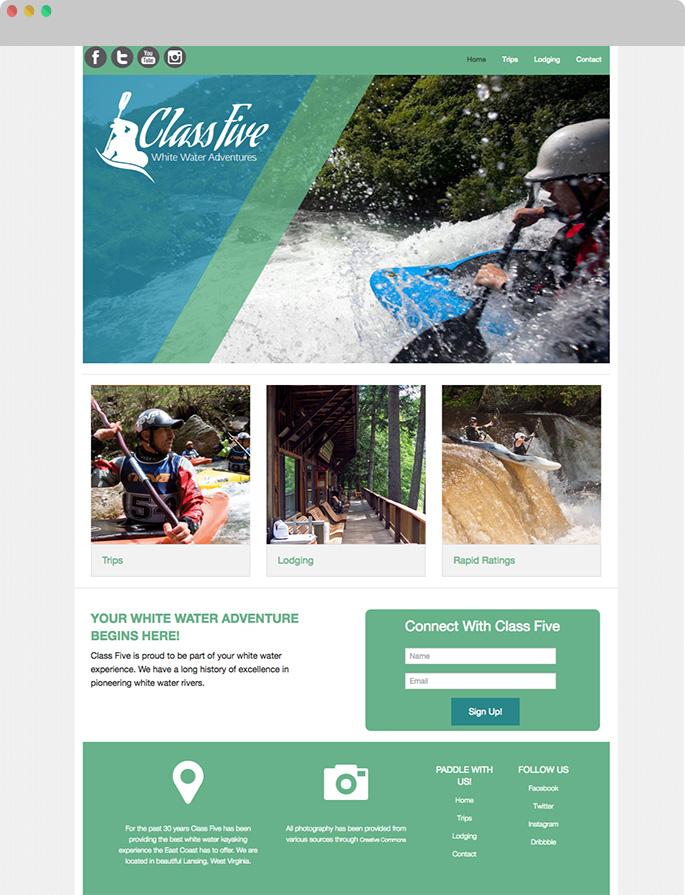 f t You Tube
Home Trips Lodging Contact
Class Five
White Water Adventures
Trips
Lodging
Rapid Ratings
YOUR WHITE WATER ADVENTURE
BEGINS HERE!
Class Five is proud to be part of your white water
experience. We have a long history of excellence in
pioneering white water rivers.
Connect With Class Five
Name
Email
Sign Up!
For the past 30 years Class Five has been
providing the best white water kayaking
experience the East Coast has to offer. We are
located in beautiful Lansing, West Virginia.
All photography has been provided from
various sources through Creative Commons
PADDLE WITH
US!
Home
Trips
Lodging
Contact
FOLLOW US
Facebook
Twitter
Instagram
Dribbble